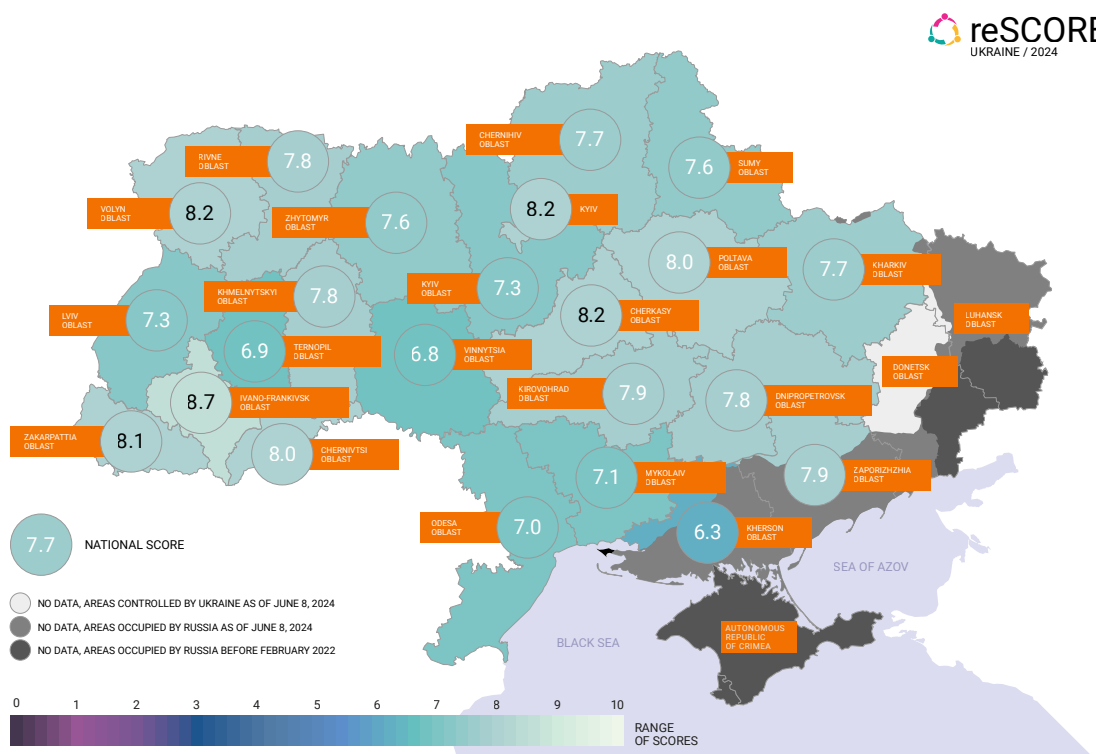 reSCORE
UKRAINE / 2024
CHERNIHIV
OBLAST
7.7
7.6
SUMY
OBLAST
RIVNE
OBLAST
7.8
VOLYN
OBLAST
8.2
ZHYTOMYR
OBLAST
7.6
8.2
KYIV
8.0
POLTAVA
OBLAST
7.7
KHARKIV
OBLAST
LVIV
OBLAST
7.3
KHMELNYTSKYI
OBLAST
7.8
KYIV
OBLAST
7.3
8.2
CHERKASY
OBLAST
LUHANSK
OBLAST
6.9
TERNOPIL
OBLAST
6.8
VINNYTSIA
OBLAST
DONETSK
OBLAST
8.7
IVANO-FRANKIVSK
OBLAST
KIROVOHRAD
OBLAST
7.9
7.8
DNIPROPETROVSK
OBLAST
ZAKARPATTIA
OBLAST
8.1
8.0
CHERNIVTSI
OBLAST
7.1
MYKOLAIV
OBLAST
7.9
ZAPORIZHZHIA
OBLAST
ODESA
OBLAST
7.0
6.3
KHERSON
OBLAST
7.7
NATIONAL SCORE
SEA OF AZOV
NO DATA, AREAS CONTROLLED BY UKRAINE AS OF JUNE 8, 2024
NO DATA, AREAS OCCUPIED BY RUSSIA AS OF JUNE 8, 2024
NO DATA, AREAS OCCUPIED BY RUSSIA BEFORE FEBRUARY 2022
BLACK SEA
AUTONOMOUS
REPUBLIC
OF CRIMEA
0 1 2 3 4 5 6 7 8 9 10
RANGE
OF SCORES